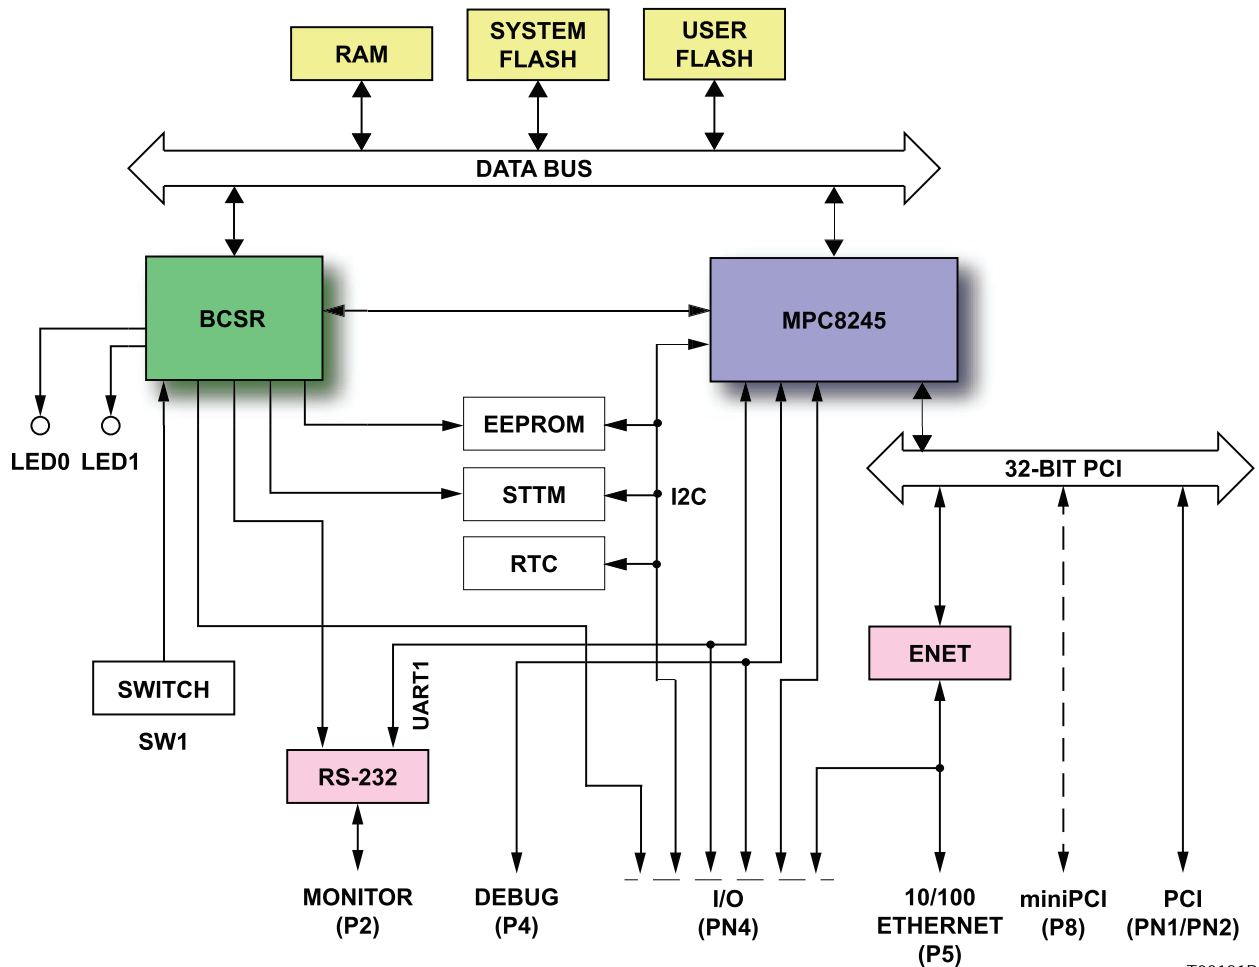 RAM
SYSTEM
FLASH
USER
FLASH
DATA BUS
BCSR
MPC8245
LED0
LED1
EEPROM
STTM
I2C
RTC
32-BIT PCI
SWITCH
SW1
UART1
ENET
RS-232
MONITOR
(P2)
DEBUG
(P4)
I/O
(PN4)
10/100
ETHERNET
(P5)
miniPCI
(P8)
PCI
(PN1/PN2)